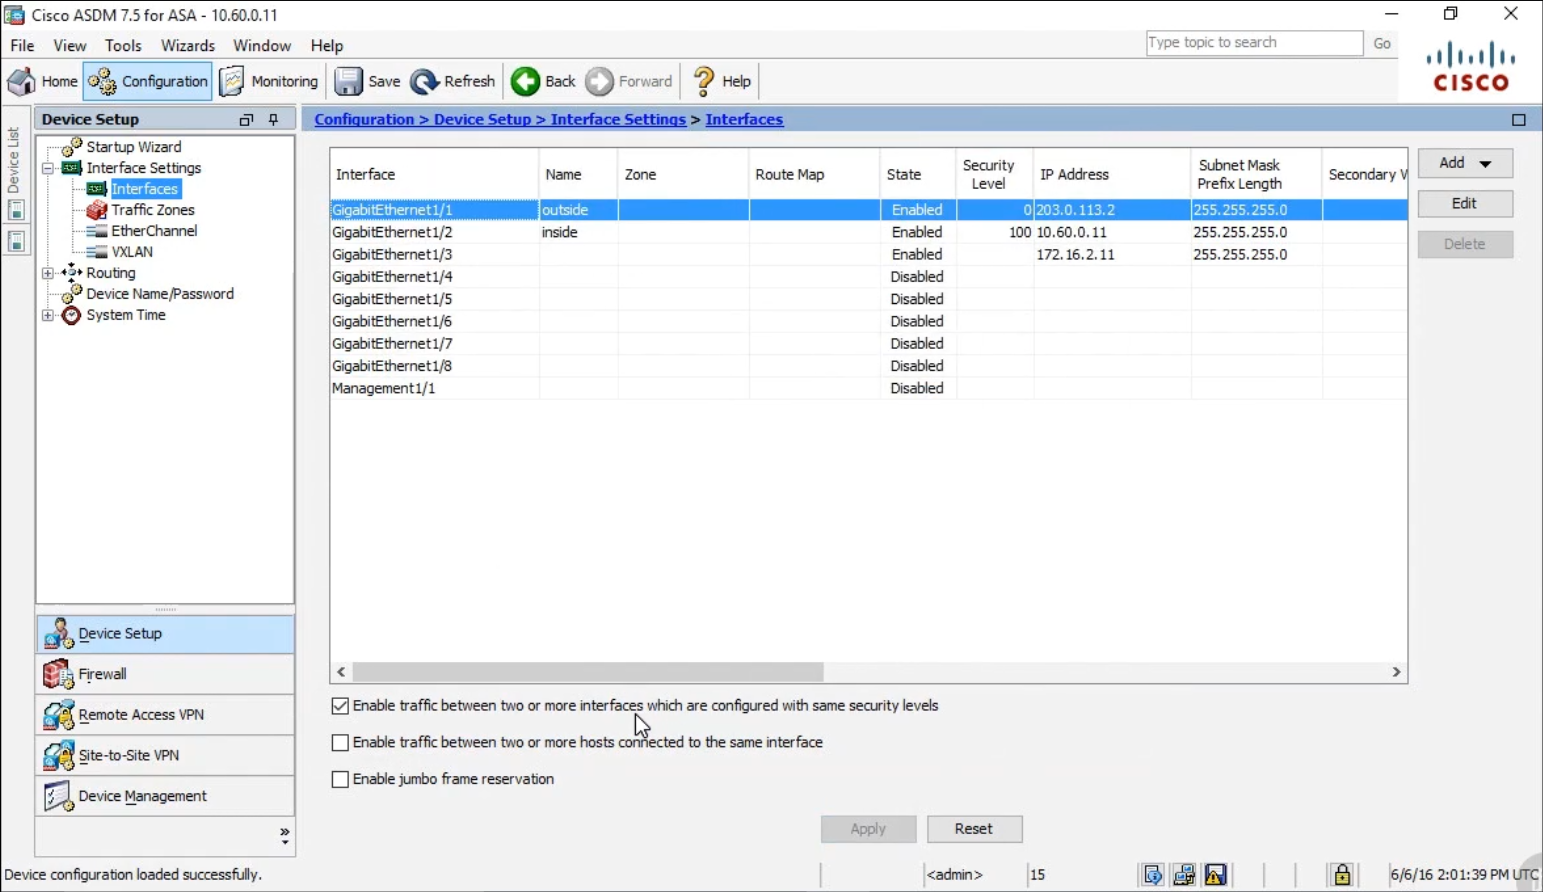 Cisco ASDM 7.5 for ASA - 10.60.0.11
File View Tools Wizards Window Help
Type topic to search Go
CISCO
Home Configuration Monitoring Save Refresh Back Forward Help
Device List
Device Setup
Startup Wizard
Interface Settings
Interfaces
Traffic Zones
EtherChannel
VXLAN
Routing
Device Name/Password
System Time
Device Setup
Firewall
Remote Access VPN
Site-to-Site VPN
Device Management
Configuration > Device Setup > Interface Settings > Interfaces
Interface Name Zone Route Map State Security Level IP Address Subnet Mask Prefix Length Secondary V
GigabitEthernet1/1 outside Enabled 0 203.0.113.2 255.255.255.0
GigabitEthernet1/2 inside Enabled 100 10.60.0.11 255.255.255.0
GigabitEthernet1/3 Enabled 172.16.2.11 255.255.255.0
GigabitEthernet1/4 Disabled
GigabitEthernet1/5 Disabled
GigabitEthernet1/6 Disabled
GigabitEthernet1/7 Disabled
GigabitEthernet1/8 Disabled
Management1/1 Disabled
Add
Edit
Delete
Enable traffic between two or more interfaces which are configured with same security levels
Enable traffic between two or more hosts connected to the same interface
Enable jumbo frame reservation
Apply Reset
Device configuration loaded successfully. <admin> 15 6/6/16 2:01:39 PM UTC